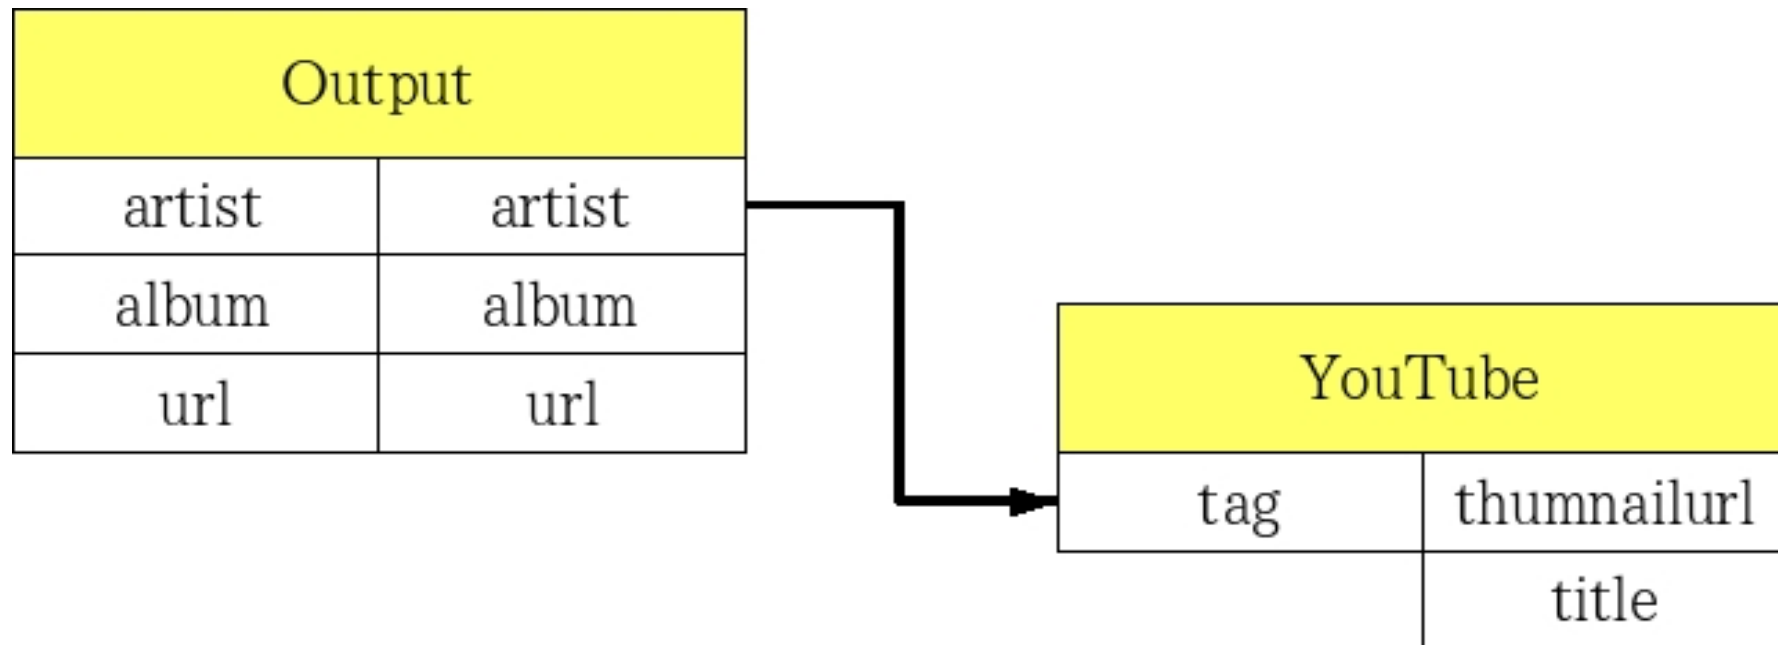 Output
artist artist
album album
url url
YouTube
tag thumnailurl
title